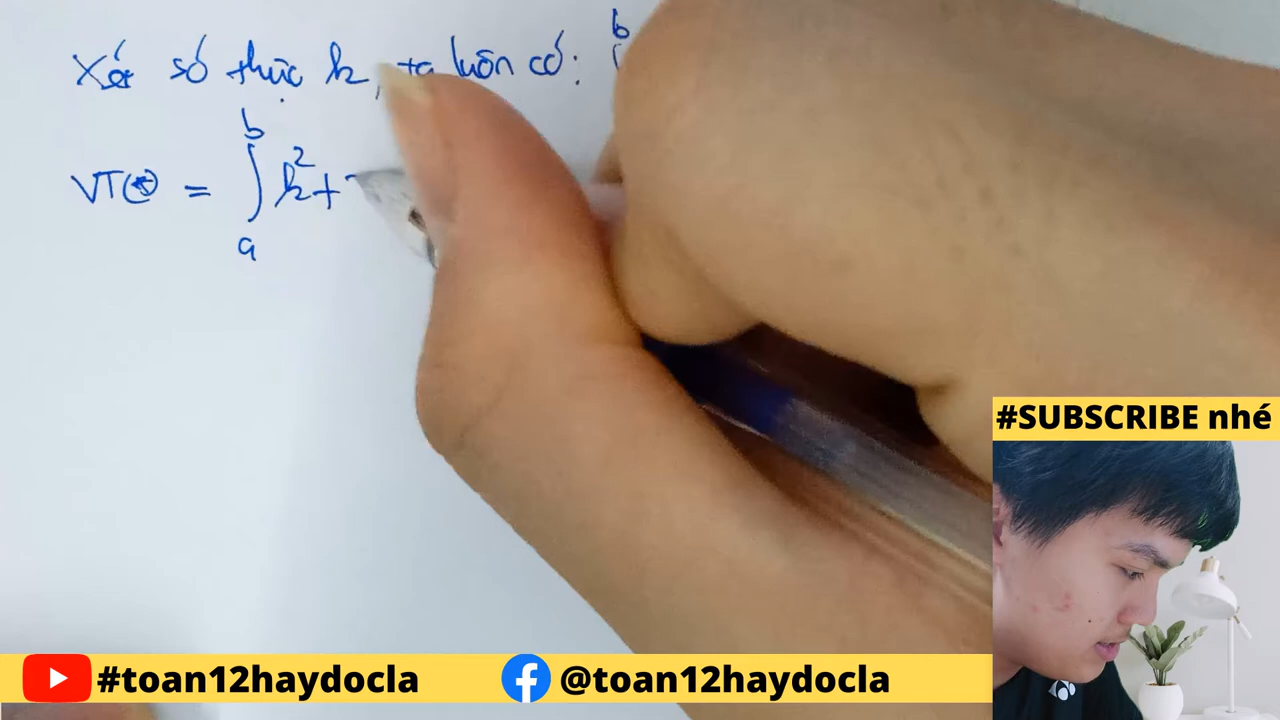 Xét số thực k, ta luôn có: b
VT(*) = ∫ k² +
b
a
#SUBSCRIBE nhé
#toan12haydocla
@toan12haydocla